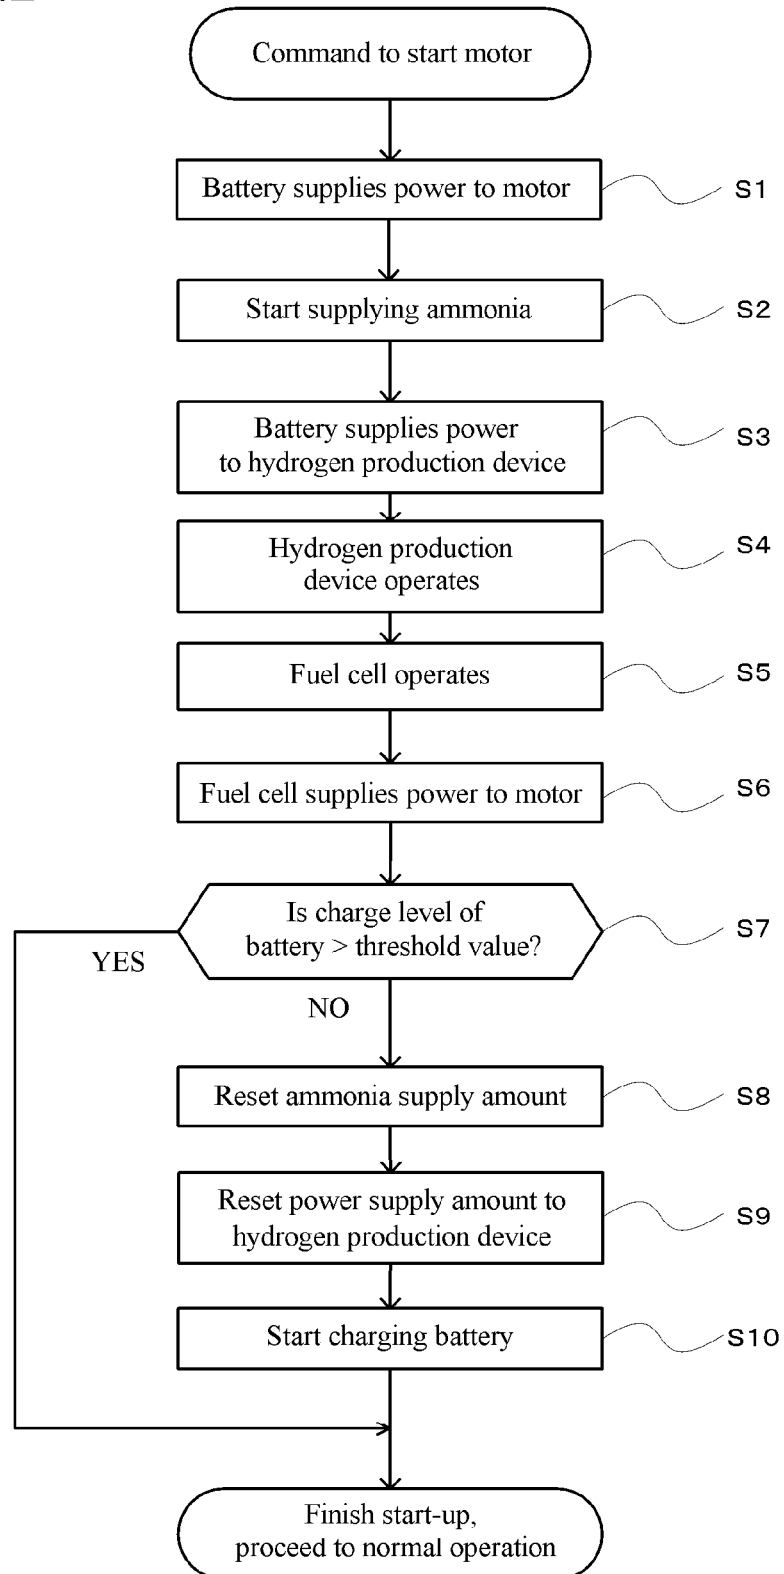 Command to start motor
Battery supplies power to motor
S1
Start supplying ammonia
S2
Battery supplies power
to hydrogen production device
S3
Hydrogen production
device operates
S4
Fuel cell operates
S5
Fuel cell supplies power to motor
S6
Is charge level of
battery > threshold value?
S7
YES
NO
Reset ammonia supply amount
S8
Reset power supply amount to
hydrogen production device
S9
Start charging battery
S10
Finish start-up,
proceed to normal operation